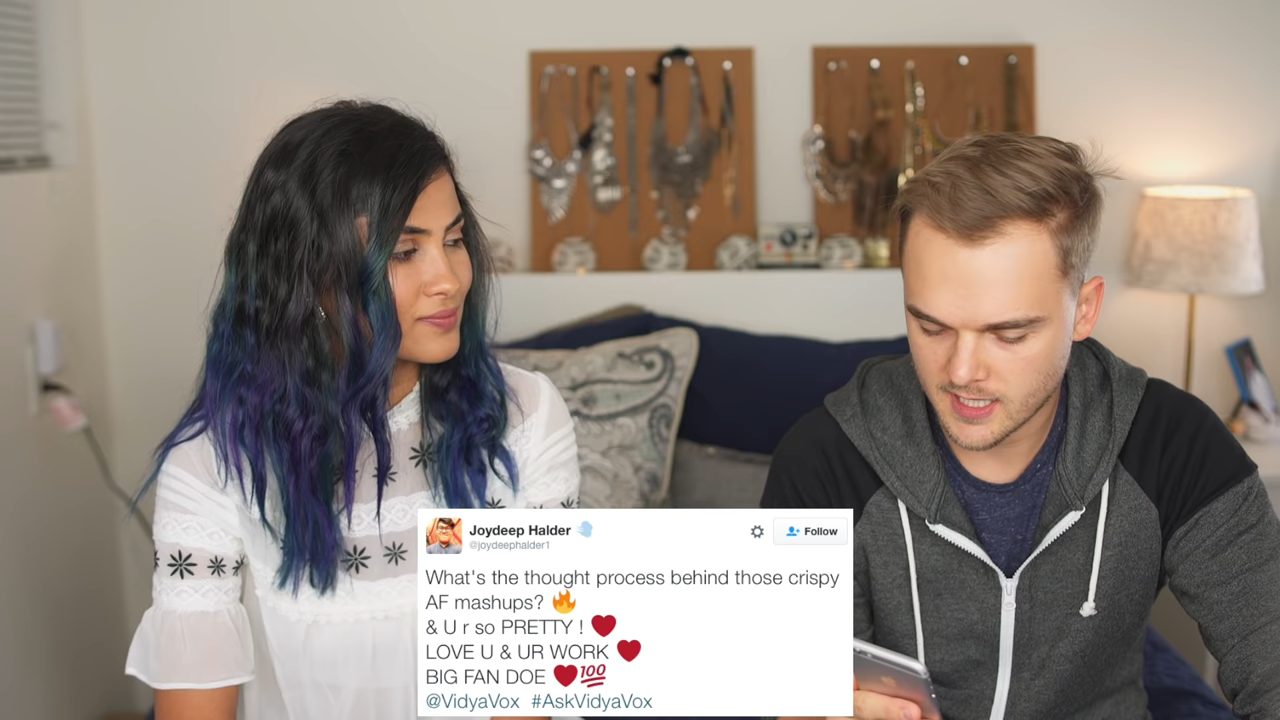 Joydeep Halder
@joydeephalder1
Follow
What's the thought process behind those crispy
AF mashups? 🔥
& U r so PRETTY ! ❤
LOVE U & UR WORK ❤
BIG FAN DOE ❤💯
@VidyaVox #AskVidyaVox